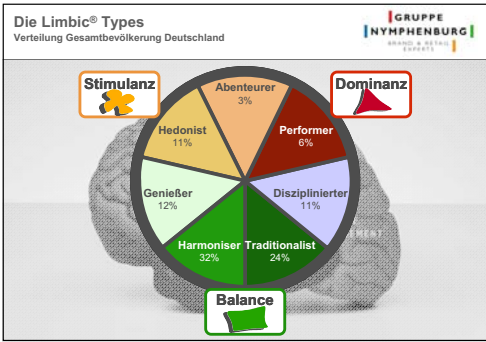 Die Limbic® Types
Verteilung Gesamtbevölkerung Deutschland
GRUPPE
NYMPHENBURG
BRAND & RETAIL
EXPERTS
Stimulanz
Dominanz
Abenteurer
3%
Hedonist
11%
Performer
6%
Genießer
12%
Disziplinierter
11%
Harmoniser
32%
Traditionalist
24%
Balance